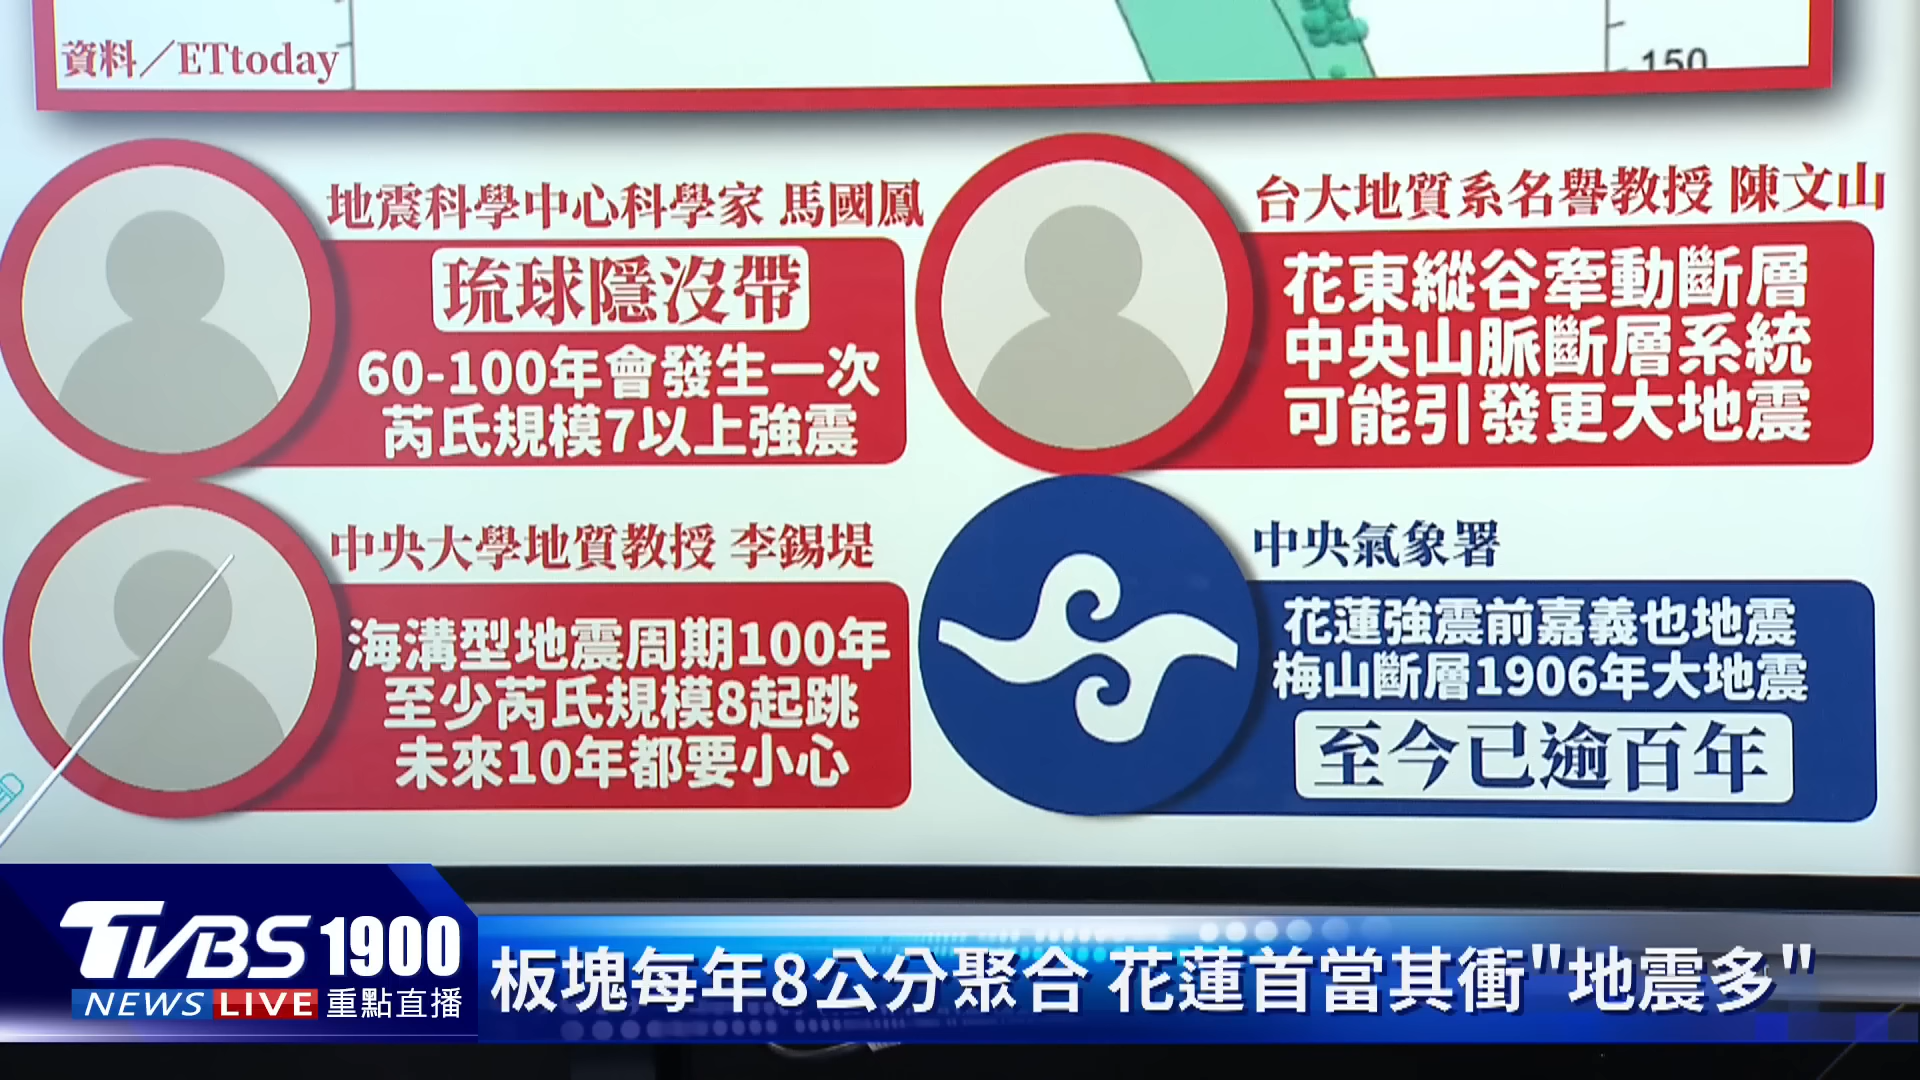 資料／ETtoday
150
地震科學中心科學家 馬國鳳
琉球隱沒帶
60-100年會發生一次
芮氏規模7以上強震
台大地質系名譽教授 陳文山
花東縱谷牽動斷層
中央山脈斷層系統
可能引發更大地震
中央大學地質教授 李錫堤
海溝型地震周期100年
至少芮氏規模8起跳
未來10年都要小心
中央氣象署
花蓮強震前嘉義也地震
梅山斷層1906年大地震
至今已逾百年
TVBS 1900
NEWS LIVE 重點直播
板塊每年8公分聚合 花蓮首當其衝"地震多"